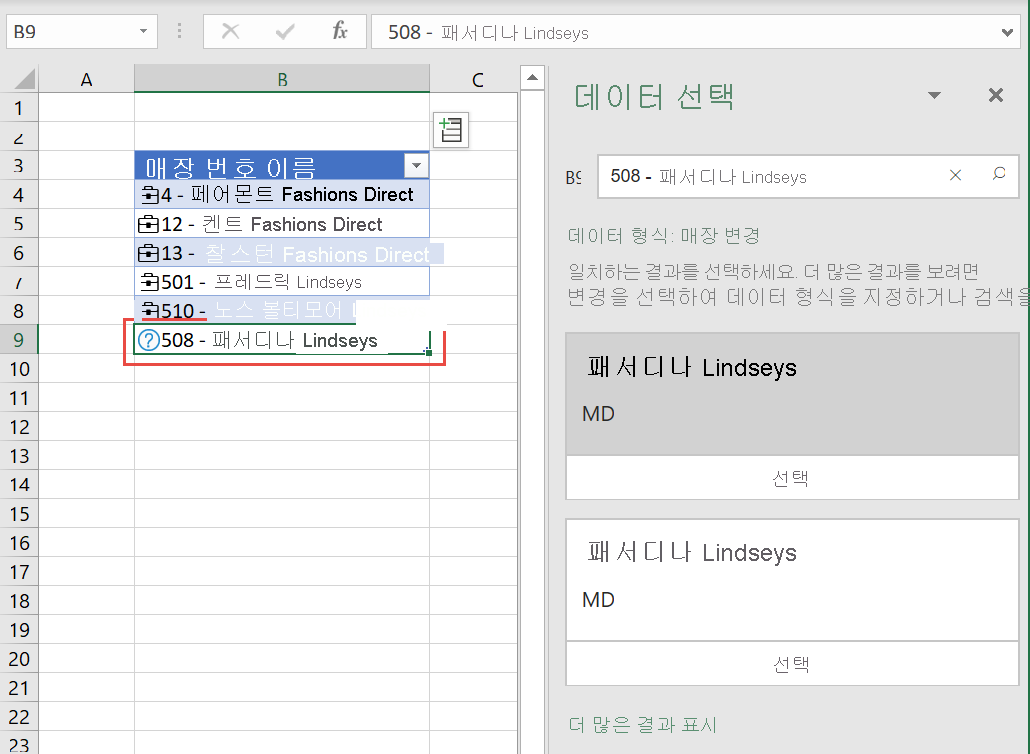 B9
fx
508 - 패서디나 Lindseys
A B C
1
2
3 매장 번호 이름
4 4 - 페어몬트 Fashions Direct
5 12 - 켄트 Fashions Direct
6 13 - 찰스턴 Fashions Direct
7 501 - 프레드릭 Lindseys
8 510 - 노스 볼티모어 L
9 ?508 - 패서디나 Lindseys
10
11
12
13
14
15
16
17
18
19
20
21
22
23
데이터 선택
B9 508 - 패서디나 Lindseys
데이터 형식: 매장 변경
일치하는 결과를 선택하세요. 더 많은 결과를 보려면
변경을 선택하여 데이터 형식을 지정하거나 검색을
패서디나 Lindseys
MD
선택
패서디나 Lindseys
MD
선택
더 많은 결과 표시